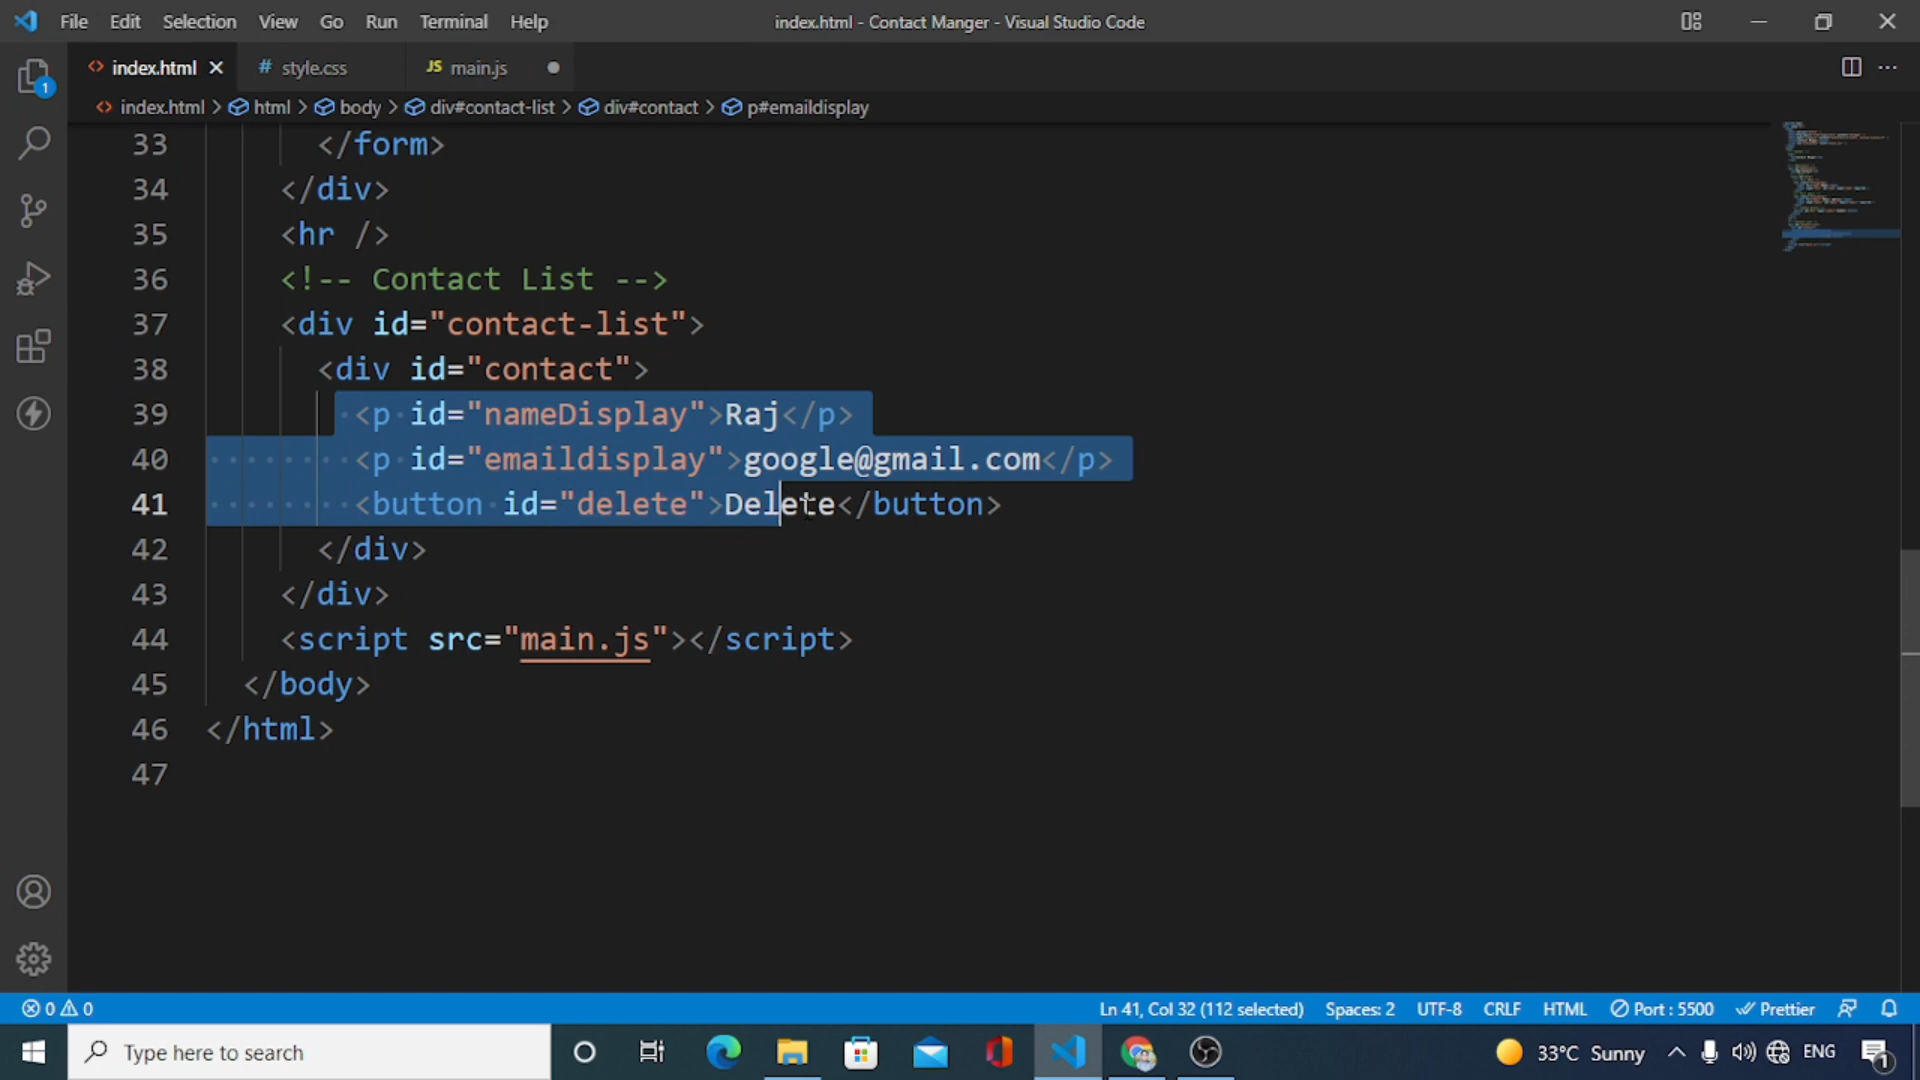 File Edit Selection View Go Run Terminal Help index.html - Contact Manger - Visual Studio Code
<> index.html # style.css JS main.js
<> index.html > html > body > div#contact-list > div#contact > p#emaildisplay
33 </form>
34 </div>
35 <hr />
36 <!-- Contact List -->
37 <div id="contact-list">
38 <div id="contact">
39 <p id="nameDisplay">Raj</p>
40 <p id="emaildisplay">google@gmail.com</p>
41 <button id="delete">Delete</button>
42 </div>
43 </div>
44 <script src="main.js"></script>
45 </body>
46 </html>
47
1
0 0 Ln 41, Col 32 (112 selected) Spaces: 2 UTF-8 CRLF HTML Port : 5500 Prettier
Type here to search 33°C Sunny ENG 1